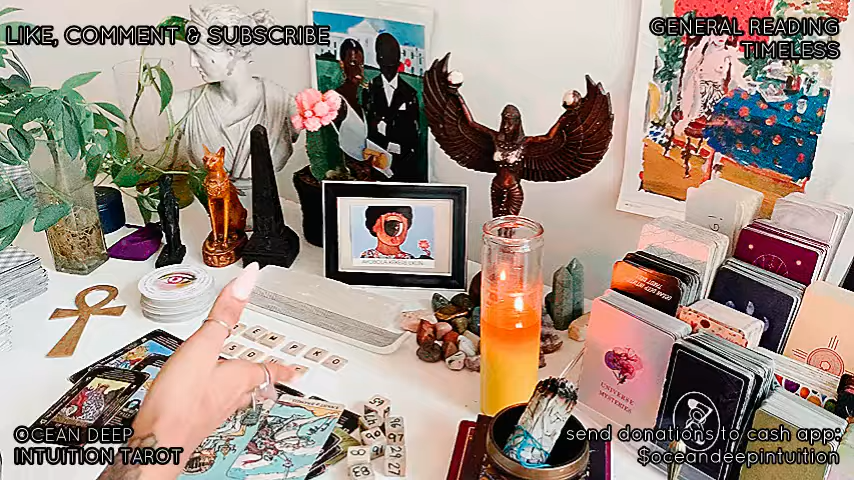 LIKE, COMMENT & SUBSCRIBE
GENERAL READING
TIMELESS
UNIVERSE
MYSTERIES
OCEAN DEEP
INTUITION TAROT
send donations to cash app:
$oceandeepintuition